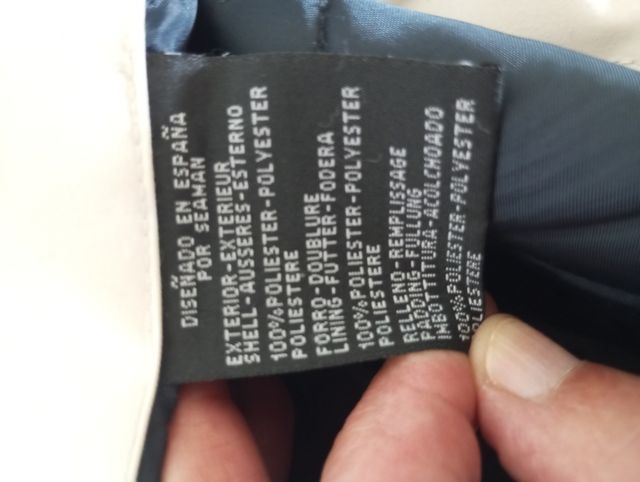 DISEÑADO EN ESPAÑA
POR SEAMAN
EXTERIOR-EXTERIEUR
SHELL-AUSSERES-ESTERNO
100%POLIESTER-POLYESTER
POLIESTERE
FORRO-DOUBLURE
LINING-FUTTER-FODERA
100%POLIESTER-POLYESTER
POLIESTERE
RELLENO-REMPLISSAGE
PADDING-FULLUNG
IMBOTTITURA-ACOLCHOADO
100%POLIESTER-POLYESTER
POLIESTERE